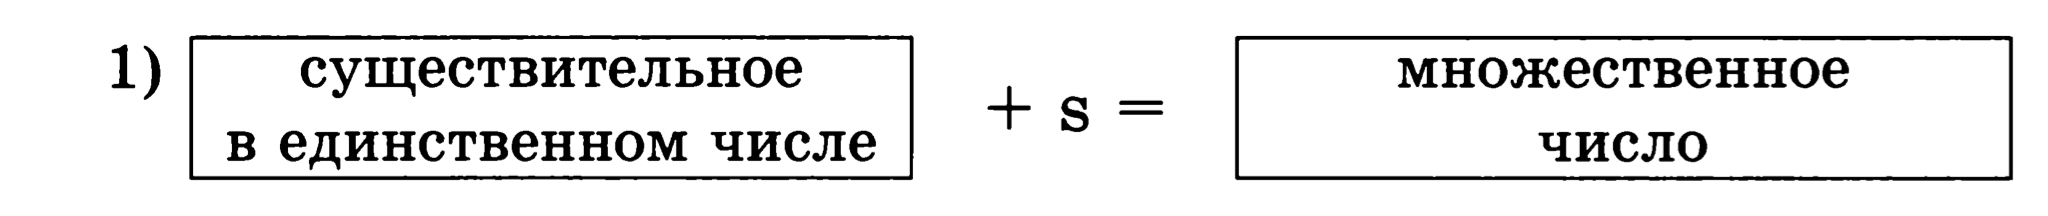 1) существительное
в единственном числе
+ s =
множественное
число